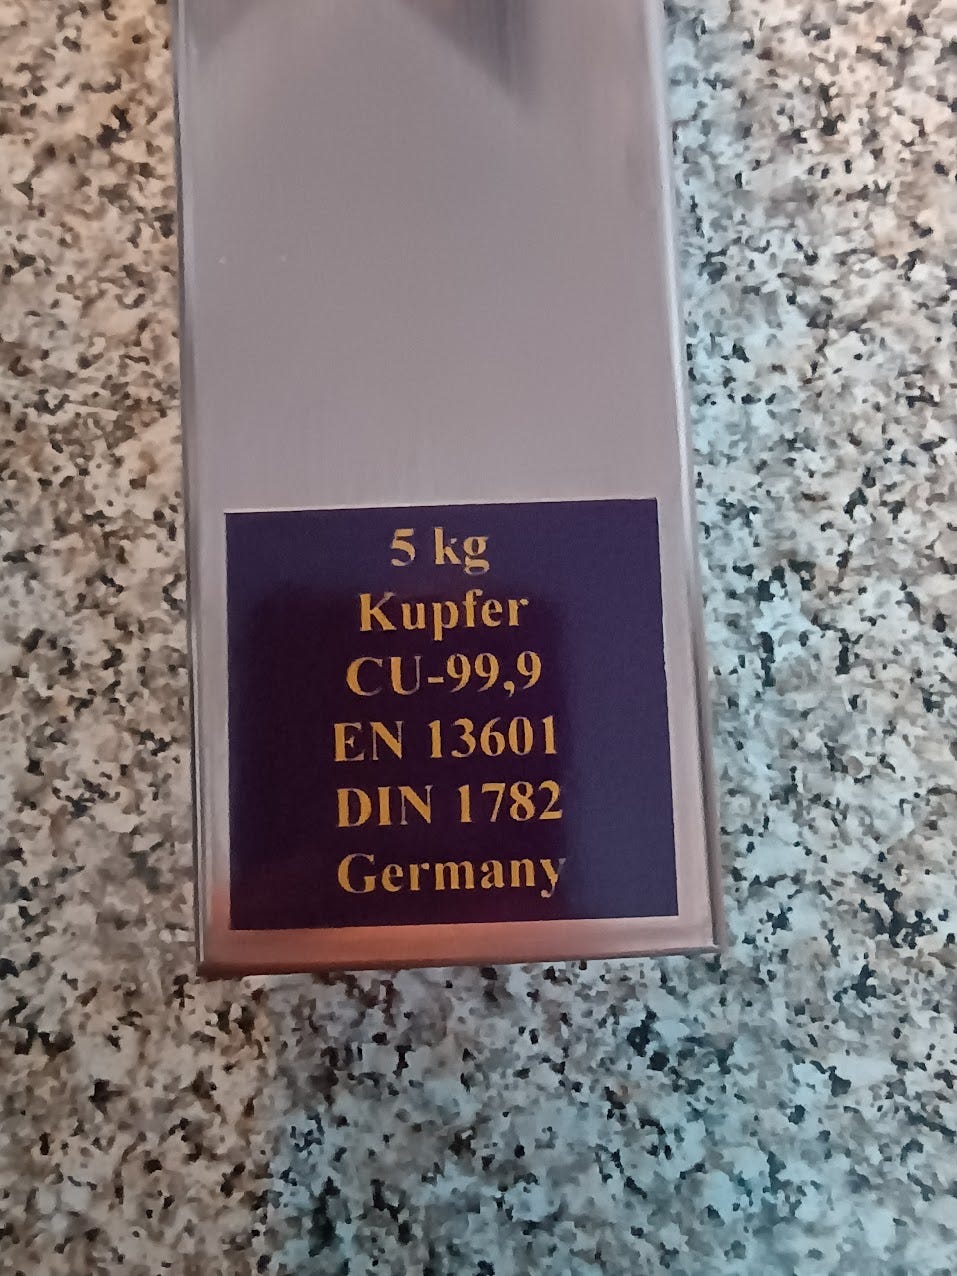 5 kg
Kupfer
CU-99,9
EN 13601
DIN 1782
Germany